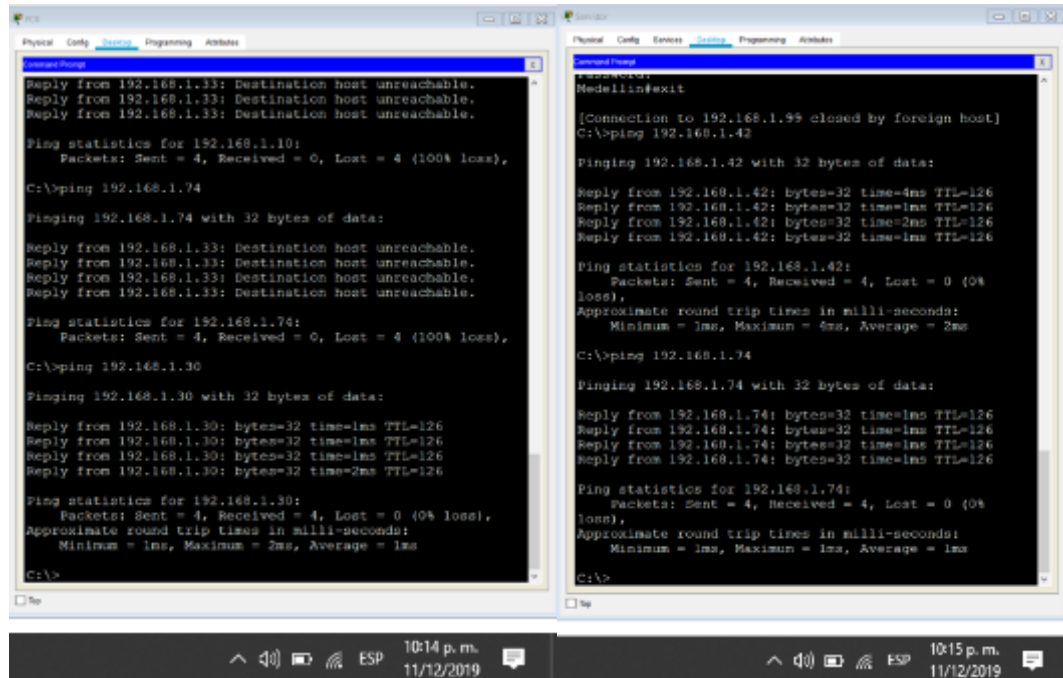 Physical Config Desktop Programming Attributes
Command Prompt
X
Reply from 192.168.1.33: Destination host unreachable.
Reply from 192.168.1.33: Destination host unreachable.
Reply from 192.168.1.33: Destination host unreachable.
Ping statistics for 192.168.1.10:
Packets: Sent = 4, Received = 0, Lost = 4 (100% loss),
C:\>ping 192.168.1.74
Pinging 192.168.1.74 with 32 bytes of data:
Reply from 192.168.1.33: Destination host unreachable.
Reply from 192.168.1.33: Destination host unreachable.
Reply from 192.168.1.33: Destination host unreachable.
Reply from 192.168.1.33: Destination host unreachable.
Ping statistics for 192.168.1.74:
Packets: Sent = 4, Received = 0, Lost = 4 (100% loss),
C:\>ping 192.168.1.30
Pinging 192.168.1.30 with 32 bytes of data:
Reply from 192.168.1.30: bytes=32 time=1ms TTL=126
Reply from 192.168.1.30: bytes=32 time=1ms TTL=126
Reply from 192.168.1.30: bytes=32 time=1ms TTL=126
Reply from 192.168.1.30: bytes=32 time=2ms TTL=126
Ping statistics for 192.168.1.30:
Packets: Sent = 4, Received = 4, Lost = 0 (0% loss),
Approximate round trip times in milli-seconds:
Minimum = 1ms, Maximum = 2ms, Average = 1ms
C:\>
Top
ESP
10:14 p. m.
11/12/2019
Servidor
Physical Config Services Desktop Programming Attributes
Command Prompt
X
Password:
Medellin#exit
[Connection to 192.168.1.99 closed by foreign host]
C:\>ping 192.168.1.42
Pinging 192.168.1.42 with 32 bytes of data:
Reply from 192.168.1.42: bytes=32 time=4ms TTL=126
Reply from 192.168.1.42: bytes=32 time=1ms TTL=126
Reply from 192.168.1.42: bytes=32 time=2ms TTL=126
Reply from 192.168.1.42: bytes=32 time=1ms TTL=126
Ping statistics for 192.168.1.42:
Packets: Sent = 4, Received = 4, Lost = 0 (0%
loss),
Approximate round trip times in milli-seconds:
Minimum = 1ms, Maximum = 4ms, Average = 2ms
C:\>ping 192.168.1.74
Pinging 192.168.1.74 with 32 bytes of data:
Reply from 192.168.1.74: bytes=32 time=1ms TTL=126
Reply from 192.168.1.74: bytes=32 time=1ms TTL=126
Reply from 192.168.1.74: bytes=32 time=1ms TTL=126
Reply from 192.168.1.74: bytes=32 time=1ms TTL=126
Ping statistics for 192.168.1.74:
Packets: Sent = 4, Received = 4, Lost = 0 (0%
loss),
Approximate round trip times in milli-seconds:
Minimum = 1ms, Maximum = 1ms, Average = 1ms
C:\>
Top
ESP
10:15 p. m.
11/12/2019